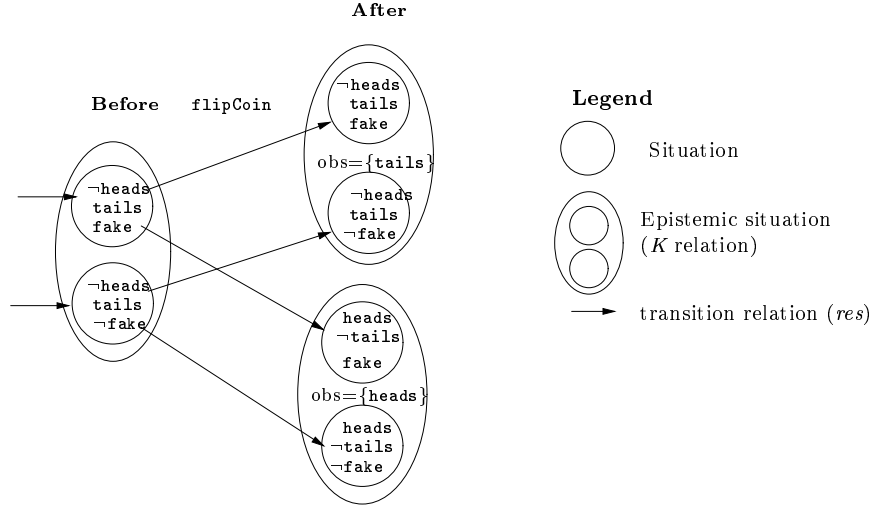 After
Before flipCoin
¬heads
tails
fake
¬heads
tails
¬fake
¬heads
tails
fake
obs={tails}
¬heads
tails
¬fake
heads
¬tails
fake
obs={heads}
heads
¬tails
¬fake
Legend
Situation
Epistemic situation
(K relation)
transition relation (res)